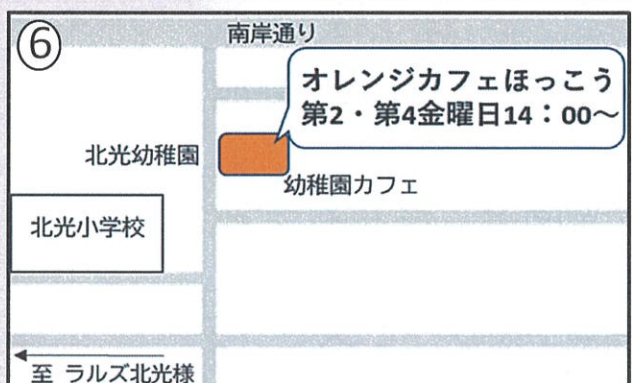 ⑥
南岸通り
オレンジカフェほっこう
第2・第4金曜日14：00～
北光幼稚園
幼稚園カフェ
北光小学校
至 ラルズ北光様